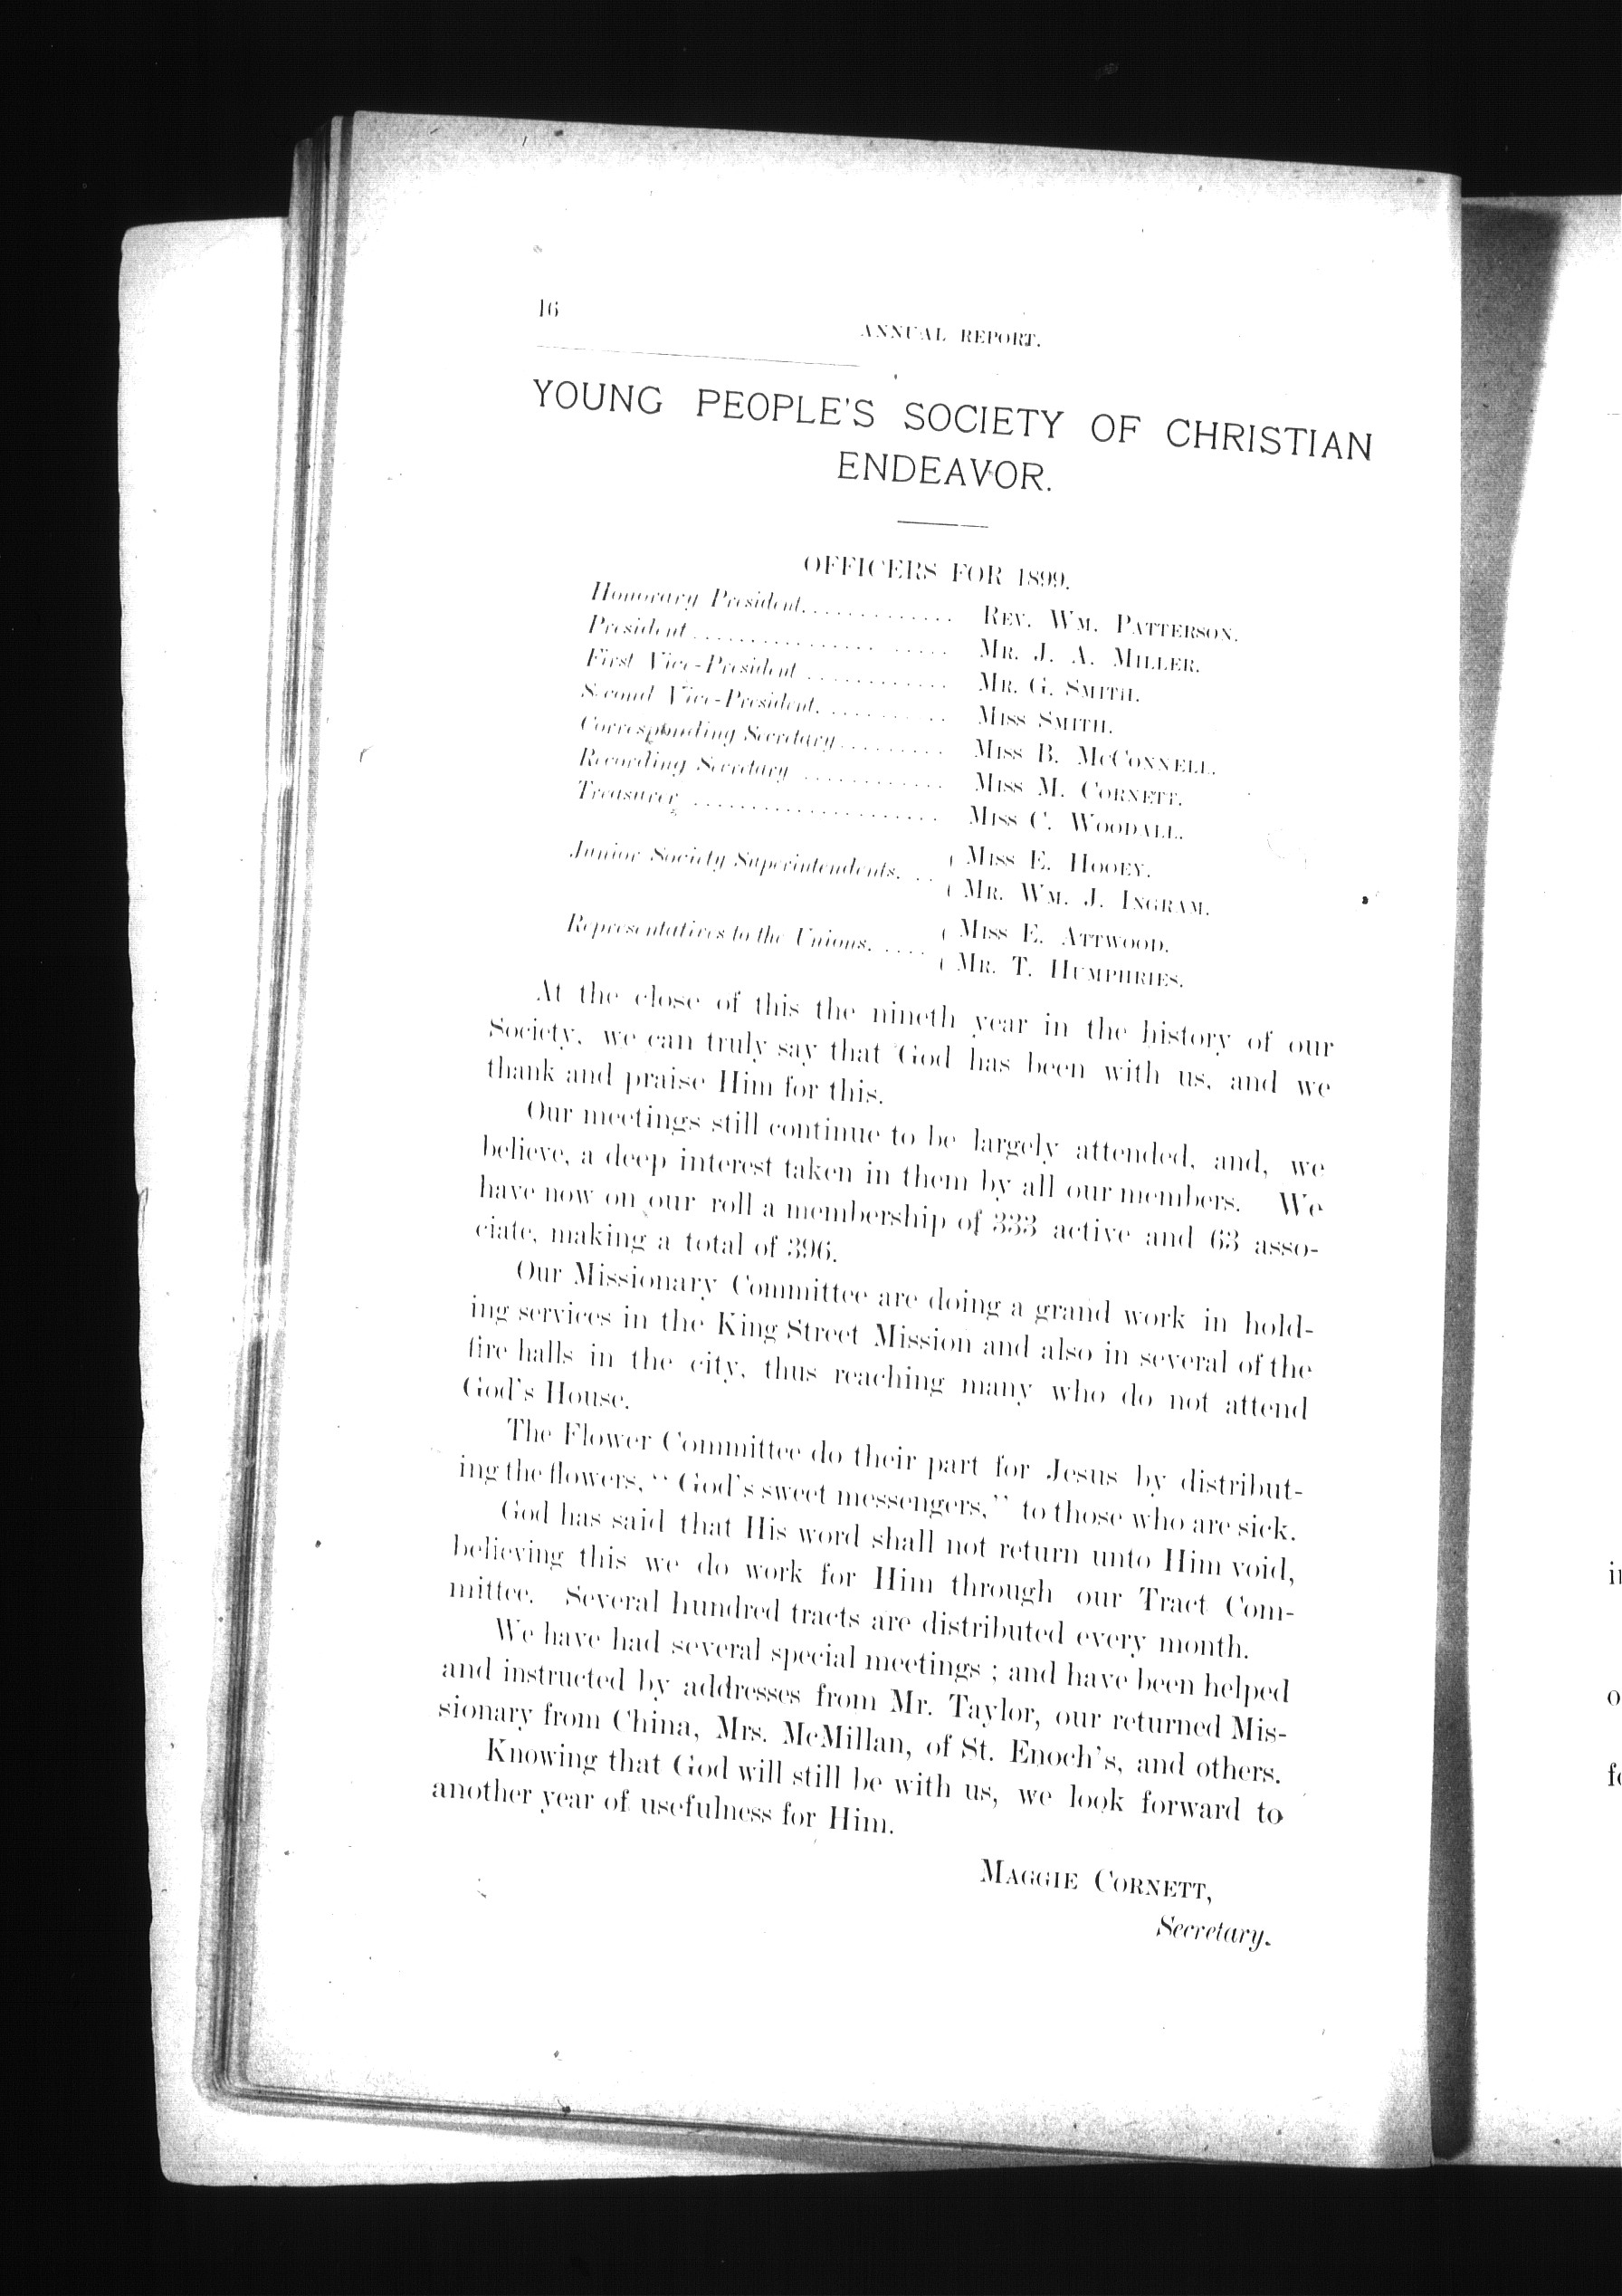 16
ANNUAL REPORT.
YOUNG PEOPLE'S SOCIETY OF CHRISTIAN
ENDEAVOR.
OFFICERS FOR 1899.
Honorary President.............. REV. WM. PATTERSON.
President...................... MR. J. A. MILLER.
First Vice-President............. MR. G. SMITH.
Second Vice-President........... MISS SMITH.
Corresponding Secretary......... MISS B. MCCONNELL.
Recording Secretary............. MISS M. CORNETT.
Treasurer...................... MISS C. WOODALL.
Junior Society Superintendents... { MISS E. HOOEY.
{ MR. WM. J. INGRAM.
Representatives to the Unions..... { MISS E. ATTWOOD.
{ MR. T. HUMPHRIES.
At the close of this the nineth year in the history of our
Society, we can truly say that God has been with us, and we
thank and praise Him for this.
Our meetings still continue to be largely attended, and, we
believe, a deep interest taken in them by all our members. We
have now on our roll a membership of 333 active and 63 asso-
ciate, making a total of 396.
Our Missionary Committee are doing a grand work in hold-
ing services in the King Street Mission and also in several of the
fire halls in the city, thus reaching many who do not attend
God's House.
The Flower Committee do their part for Jesus by distribut-
ing the flowers, "God's sweet messengers," to those who are sick.
God has said that His word shall not return unto Him void,
believing this we do work for Him through our Tract Com-
mittee. Several hundred tracts are distributed every month.
We have had several special meetings; and have been helped
and instructed by addresses from Mr. Taylor, our returned Mis-
sionary from China, Mrs. McMillan, of St. Enoch's, and others.
Knowing that God will still be with us, we look forward to
another year of usefulness for Him.
MAGGIE CORNETT,
Secretary.